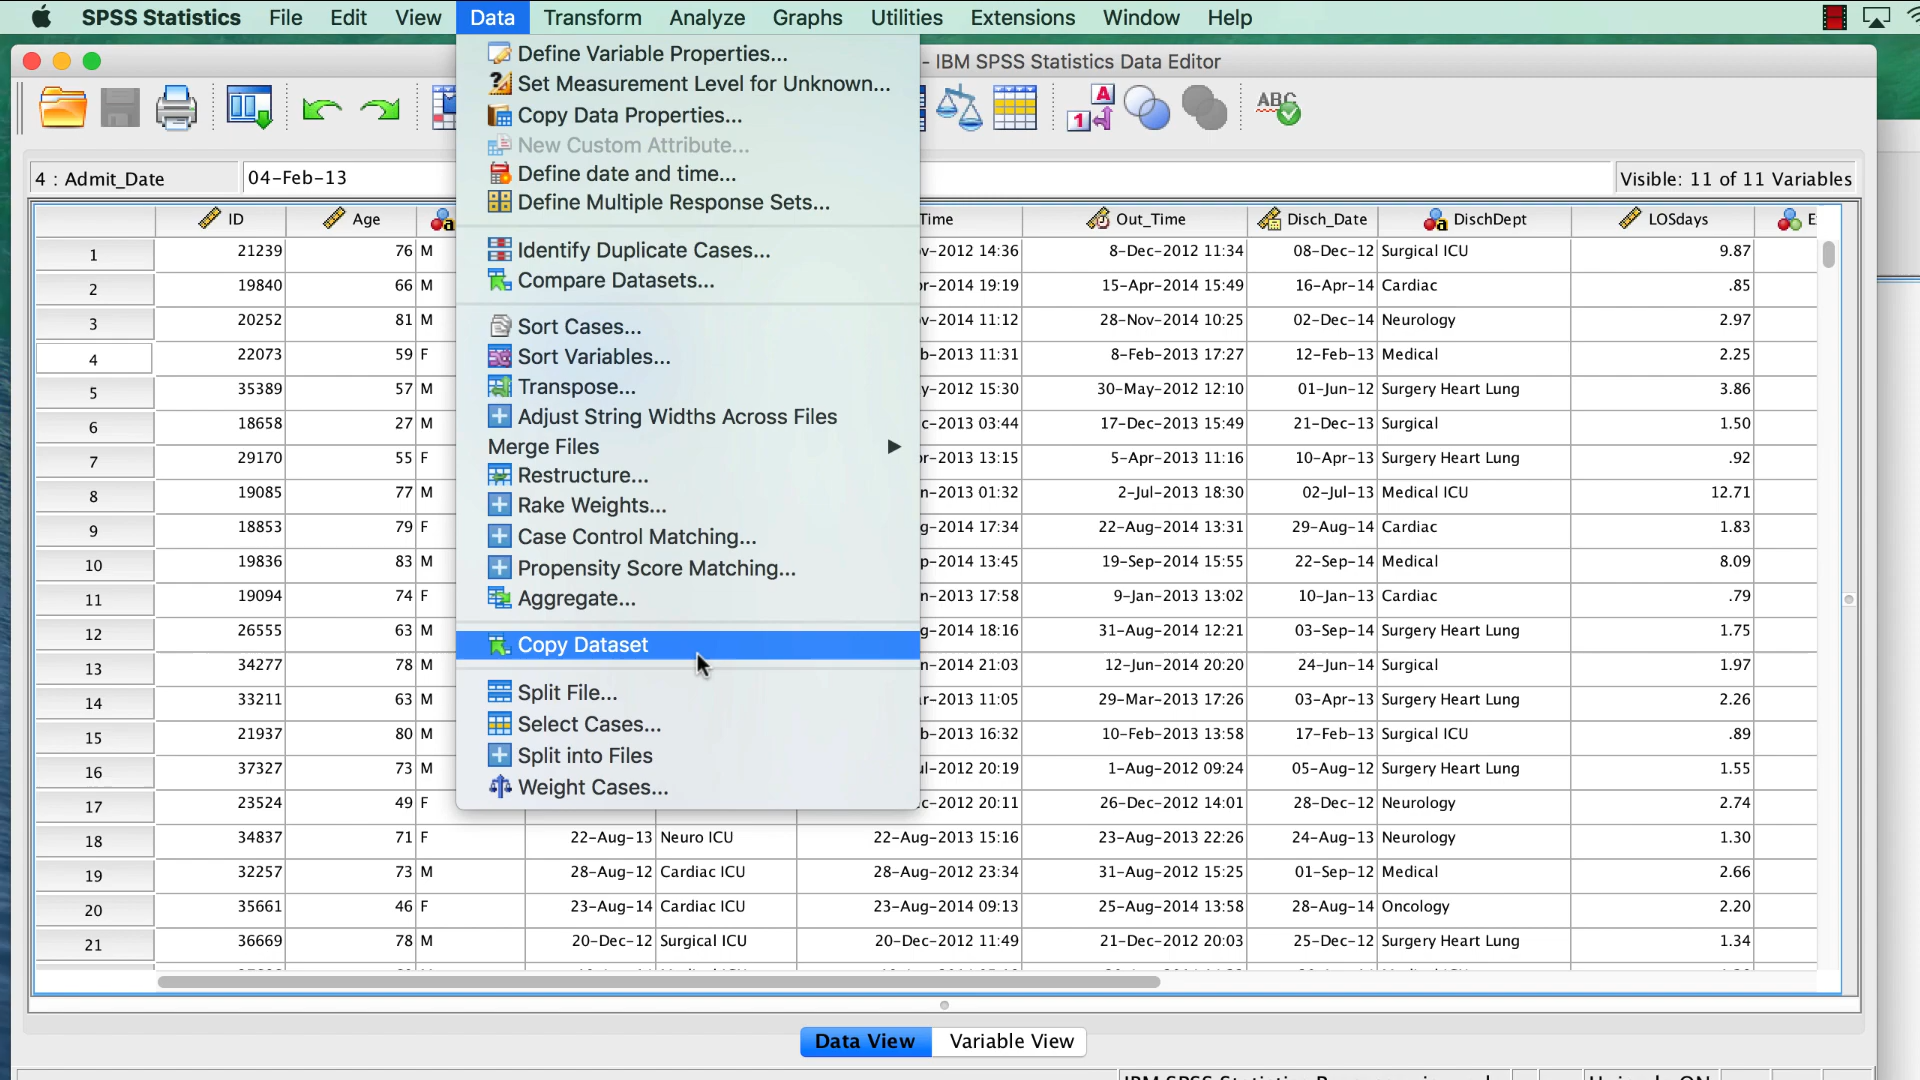 SPSS Statistics File Edit View Data Transform Analyze Graphs Utilities Extensions Window Help
- IBM SPSS Statistics Data Editor
Define Variable Properties...
Set Measurement Level for Unknown...
Copy Data Properties...
New Custom Attribute...
Define date and time...
Define Multiple Response Sets...
Identify Duplicate Cases...
Compare Datasets...
Sort Cases...
Sort Variables...
Transpose...
Adjust String Widths Across Files
Merge Files
Restructure...
Rake Weights...
Case Control Matching...
Propensity Score Matching...
Aggregate...
Copy Dataset
Split File...
Select Cases...
Split into Files
Weight Cases...
A
1
ABC
4 : Admit_Date 04-Feb-13 Visible: 11 of 11 Variables
ID Age Time Out_Time Disch_Date DischDept LOSdays
1 21239 76 M v-2012 14:36 8-Dec-2012 11:34 08-Dec-12 Surgical ICU 9.87
2 19840 66 M r-2014 19:19 15-Apr-2014 15:49 16-Apr-14 Cardiac .85
3 20252 81 M v-2014 11:12 28-Nov-2014 10:25 02-Dec-14 Neurology 2.97
4 22073 59 F b-2013 11:31 8-Feb-2013 17:27 12-Feb-13 Medical 2.25
5 35389 57 M y-2012 15:30 30-May-2012 12:10 01-Jun-12 Surgery Heart Lung 3.86
6 18658 27 M c-2013 03:44 17-Dec-2013 15:49 21-Dec-13 Surgical 1.50
7 29170 55 F r-2013 13:15 5-Apr-2013 11:16 10-Apr-13 Surgery Heart Lung .92
8 19085 77 M n-2013 01:32 2-Jul-2013 18:30 02-Jul-13 Medical ICU 12.71
9 18853 79 F g-2014 17:34 22-Aug-2014 13:31 29-Aug-14 Cardiac 1.83
10 19836 83 M p-2014 13:45 19-Sep-2014 15:55 22-Sep-14 Medical 8.09
11 19094 74 F n-2013 17:58 9-Jan-2013 13:02 10-Jan-13 Cardiac .79
12 26555 63 M g-2014 18:16 31-Aug-2014 12:21 03-Sep-14 Surgery Heart Lung 1.75
13 34277 78 M n-2014 21:03 12-Jun-2014 20:20 24-Jun-14 Surgical 1.97
14 33211 63 M r-2013 11:05 29-Mar-2013 17:26 03-Apr-13 Surgery Heart Lung 2.26
15 21937 80 M b-2013 16:32 10-Feb-2013 13:58 17-Feb-13 Surgical ICU .89
16 37327 73 M ul-2012 20:19 1-Aug-2012 09:24 05-Aug-12 Surgery Heart Lung 1.55
17 23524 49 F c-2012 20:11 26-Dec-2012 14:01 28-Dec-12 Neurology 2.74
18 34837 71 F 22-Aug-13 Neuro ICU 22-Aug-2013 15:16 23-Aug-2013 22:26 24-Aug-13 Neurology 1.30
19 32257 73 M 28-Aug-12 Cardiac ICU 28-Aug-2012 23:34 31-Aug-2012 15:25 01-Sep-12 Medical 2.66
20 35661 46 F 23-Aug-14 Cardiac ICU 23-Aug-2014 09:13 25-Aug-2014 13:58 28-Aug-14 Oncology 2.20
21 36669 78 M 20-Dec-12 Surgical ICU 20-Dec-2012 11:49 21-Dec-2012 20:03 25-Dec-12 Surgery Heart Lung 1.34
Data View Variable View